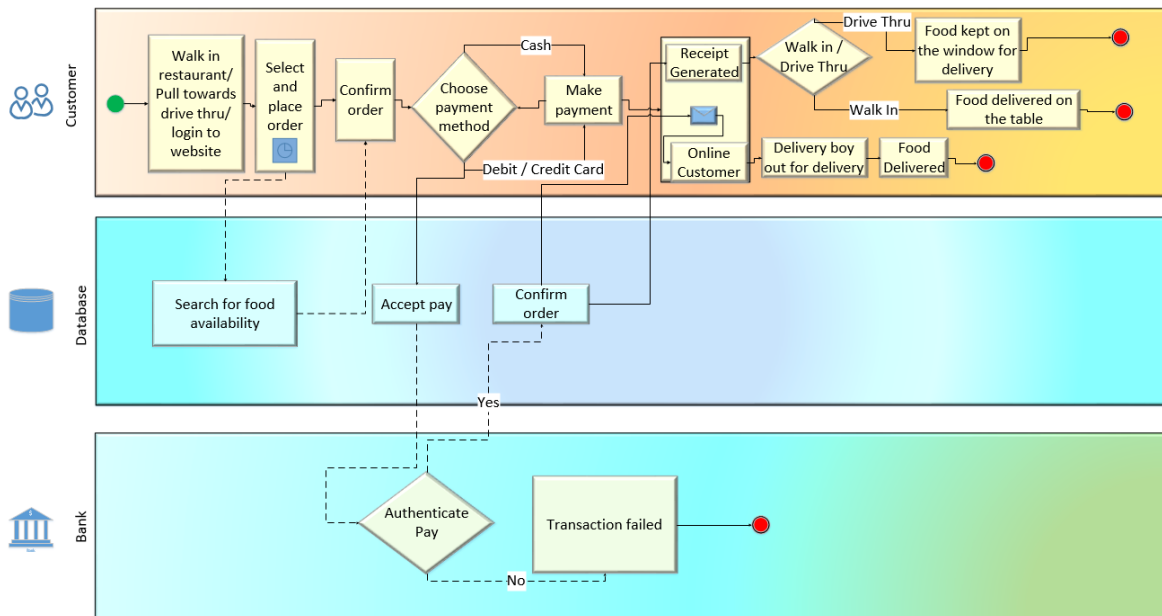 Customer
Walk in
restaurant/
Pull towards
drive thru/
login to
website
Select
and
place
order
Confirm
order
Choose
payment
method
Cash
Debit / Credit Card
Make
payment
Receipt
Generated
Online
Customer
Walk in /
Drive Thru
Drive Thru
Food kept on
the window for
delivery
Walk In
Food delivered on
the table
Delivery boy
out for delivery
Food
Delivered
Database
Search for food
availability
Accept pay
Confirm
order
Yes
Bank
Authenticate
Pay
No
Transaction failed